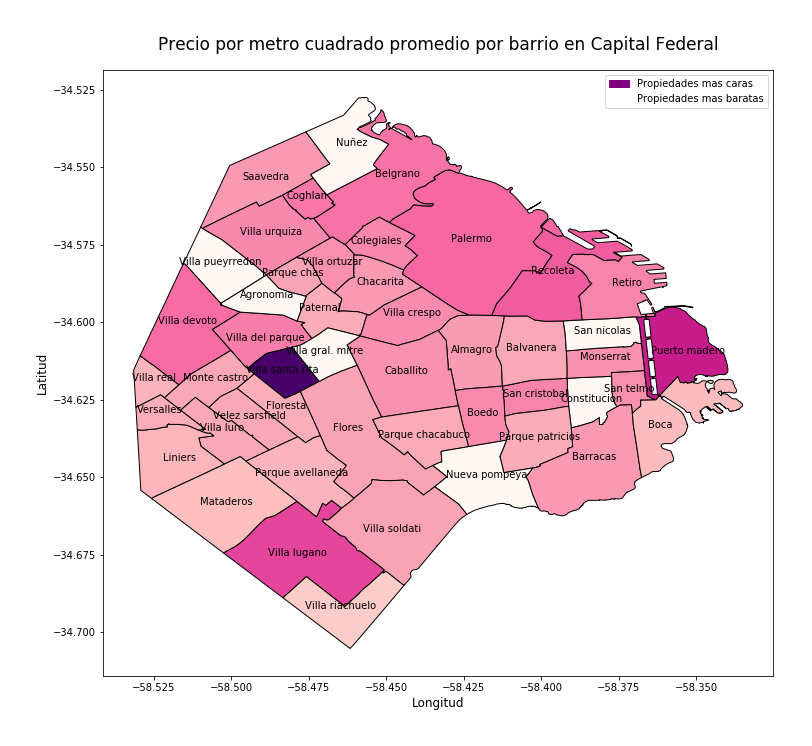 Precio por metro cuadrado promedio por barrio en Capital Federal
Propiedades mas caras
Propiedades mas baratas
−34.525
−34.550
−34.575
−34.600
−34.625
−34.650
−34.675
−34.700
Latitud
Nuñez
Saavedra
Belgrano
Coghlan
Villa urquiza
Colegiales
Palermo
Villa pueyrredon
Villa ortuzar
Parque chas
Recoleta
Chacarita
Retiro
Agronomia
Paternal
Villa crespo
Villa devoto
San nicolas
Villa del parque
Villa gral. mitre
Almagro
Balvanera
Puerto madero
Monserrat
Villa santa rita
Caballito
Villa real
Monte castro
San telmo
San cristobal
Constitucion
Versalles
Floresta
Velez sarsfield
Boedo
Villa luro
Flores
Boca
Parque chacabuco
Parque patricios
Liniers
Barracas
Parque avellaneda
Nueva pompeya
Mataderos
Villa soldati
Villa lugano
Villa riachuelo
−58.525 −58.500 −58.475 −58.450 −58.425 −58.400 −58.375 −58.350
Longitud